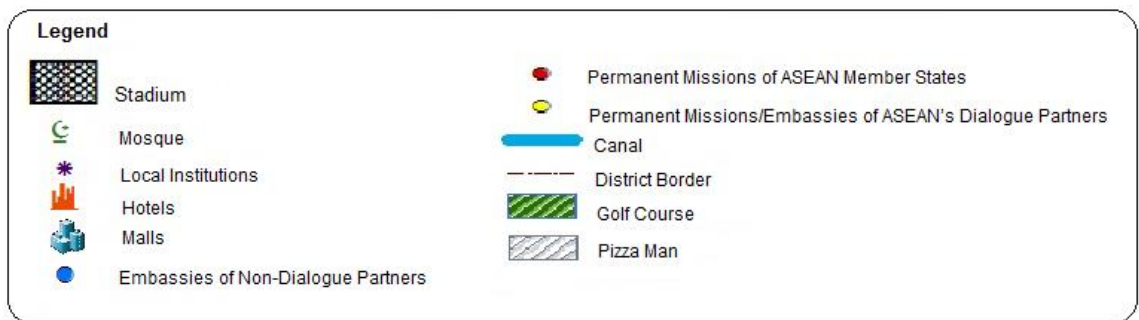 Legend
Stadium
Mosque
Local Institutions
Hotels
Malls
Embassies of Non-Dialogue Partners
Permanent Missions of ASEAN Member States
Permanent Missions/Embassies of ASEAN's Dialogue Partners
Canal
District Border
Golf Course
Pizza Man